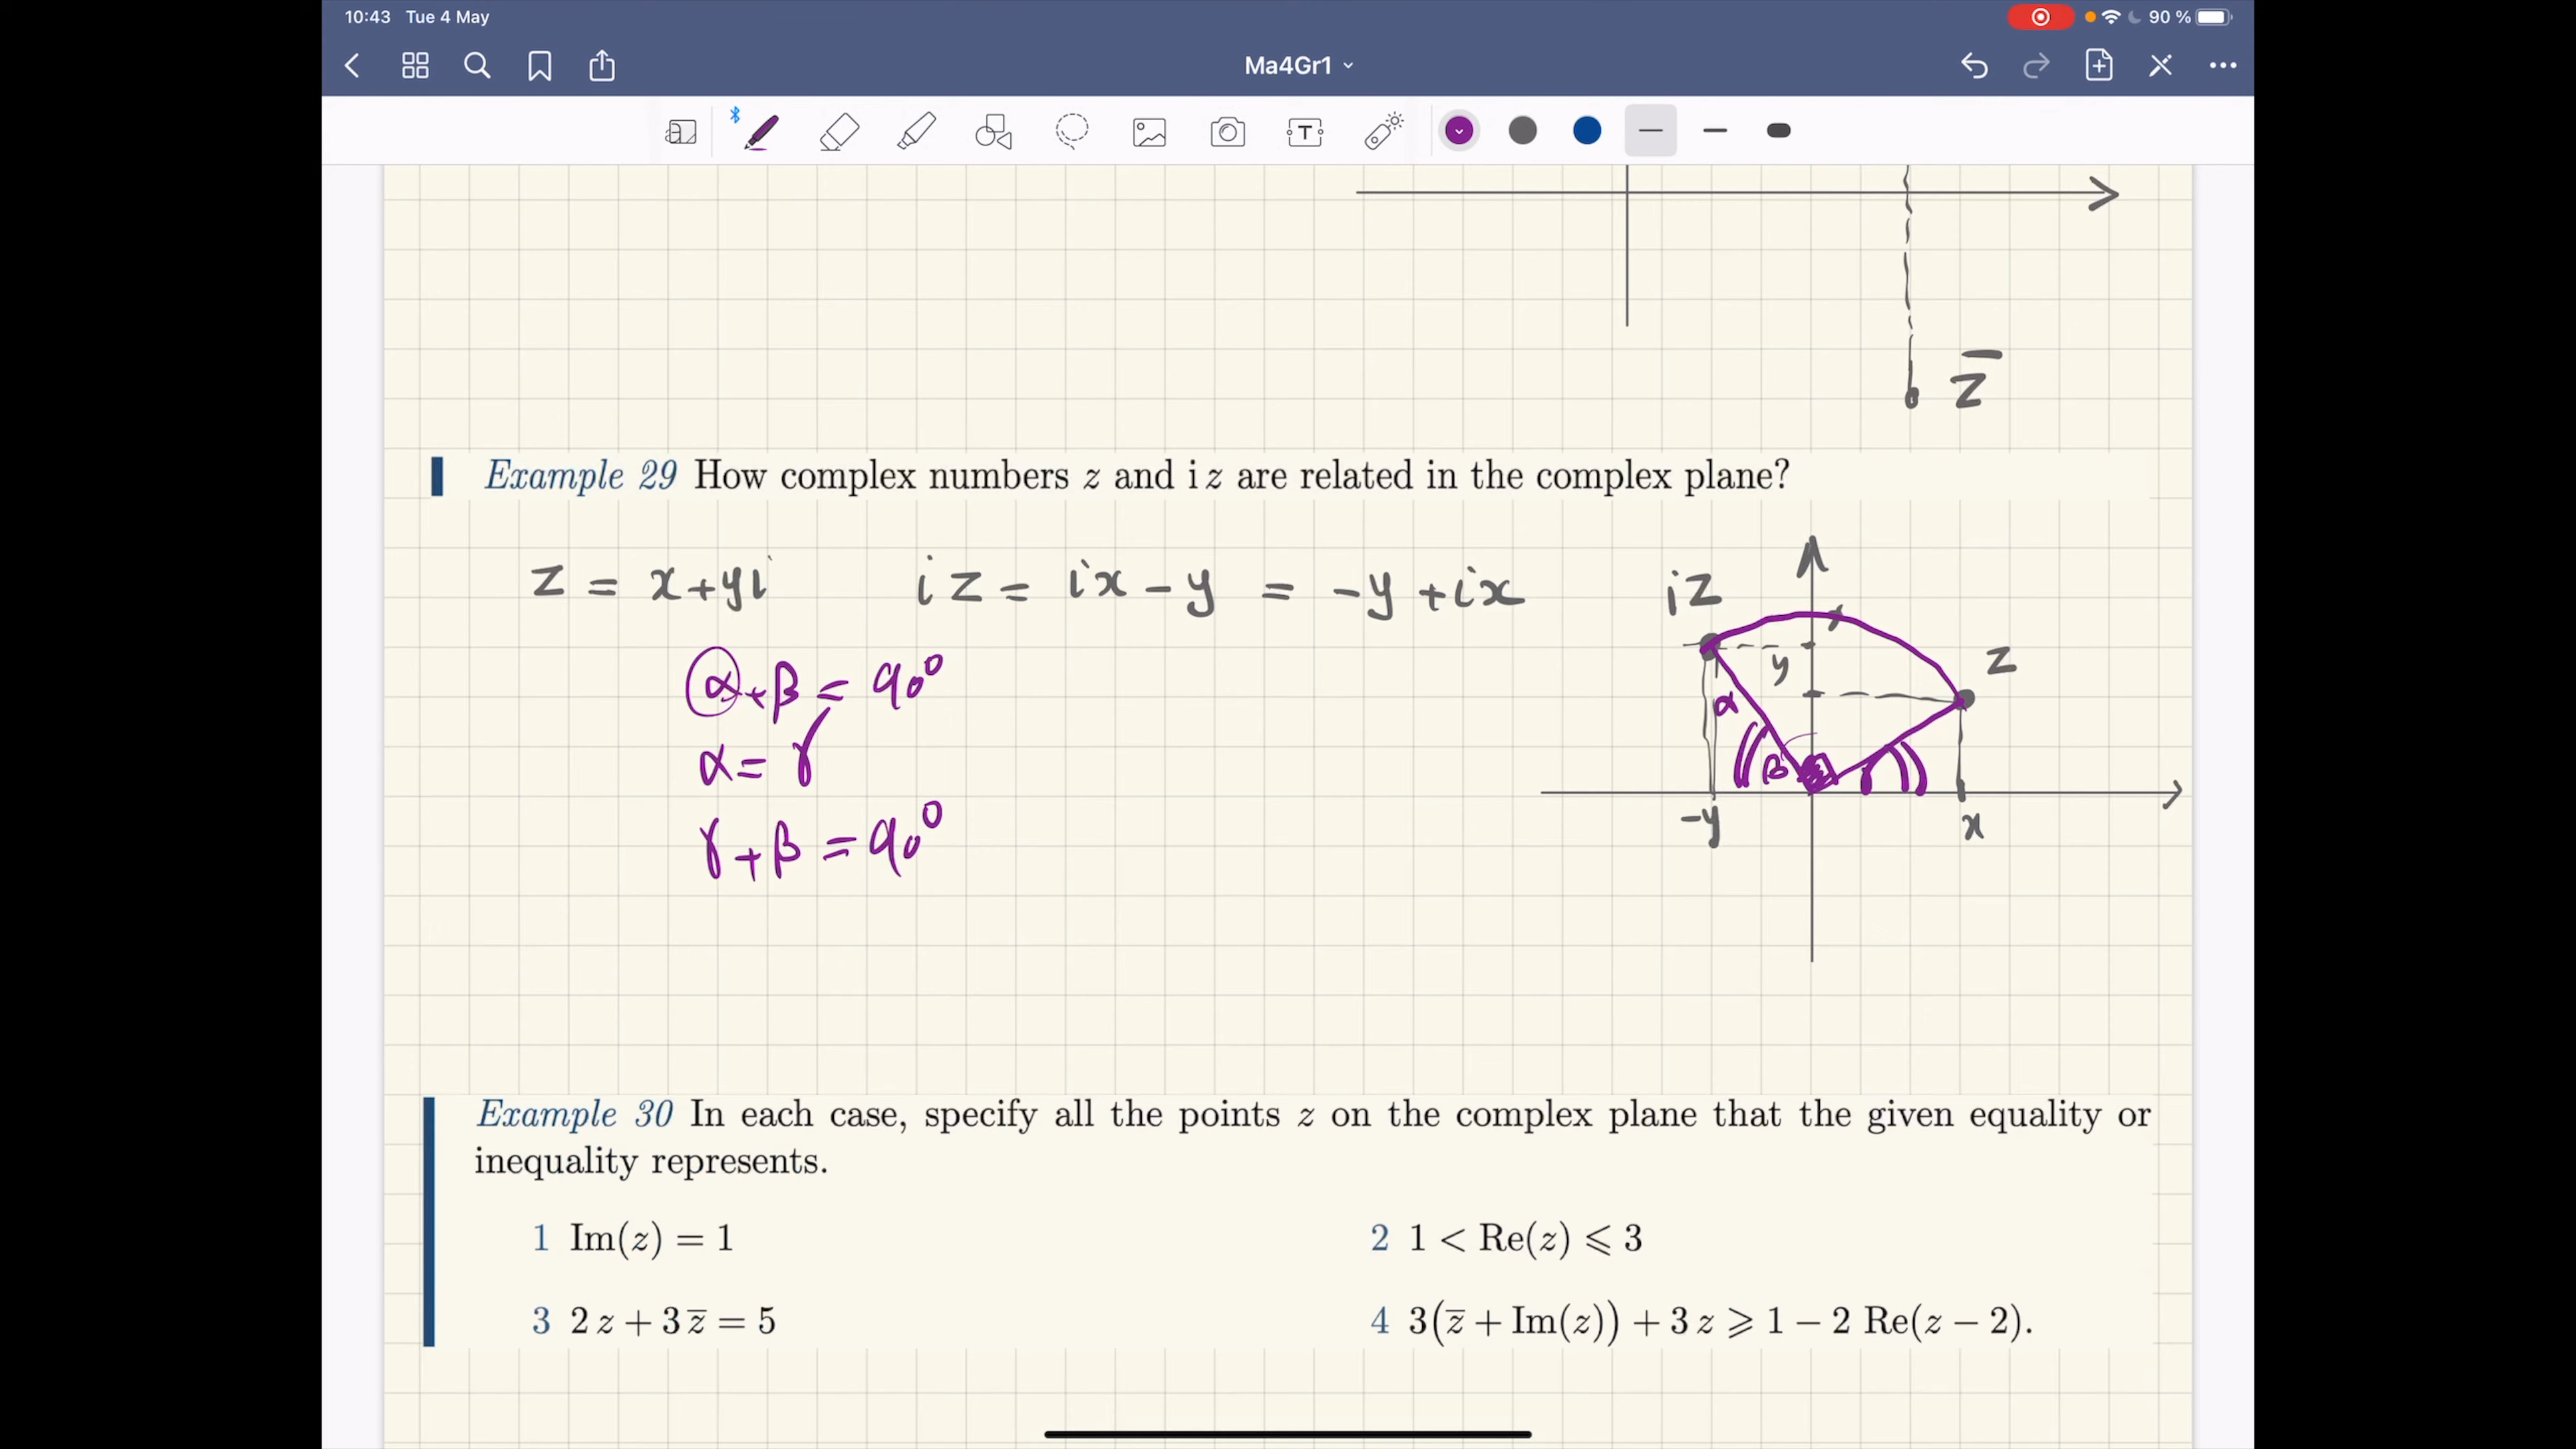 10:43 Tue 4 May
90 %
Ma4Gr1
z̄
Example 29 How complex numbers z and i z are related in the complex plane?
z = x+yi iz = ix − y = −y + ix
α+β = 90°
α = γ
γ+β = 90°
iz
x
y
z
α
β
γ
−y
x
Example 30 In each case, specify all the points z on the complex plane that the given equality or
inequality represents.
1 Im(z) = 1
2 1 < Re(z) ⩽ 3
3 2 z + 3 z̄ = 5
4 3(z̄ + Im(z)) + 3 z ⩾ 1 − 2 Re(z − 2).